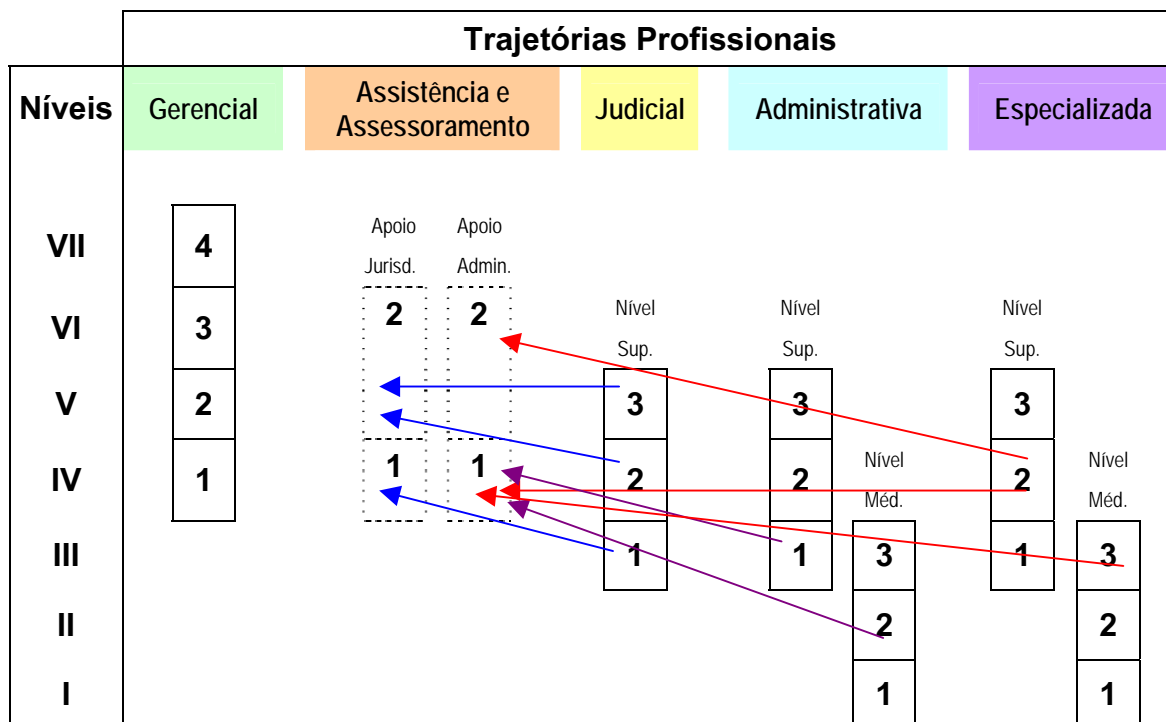 Trajetórias Profissionais
Níveis
Gerencial
Assistência e
Assessoramento
Judicial
Administrativa
Especializada
VII
4
Apoio
Jurisd.
Apoio
Admin.
VI
3
2
2
Nível
Sup.
Nível
Sup.
Nível
Sup.
V
2
3
3
3
IV
1
1
1
2
2
Nível
Méd.
2
Nível
Méd.
III
1
1
3
1
3
II
2
2
I
1
1